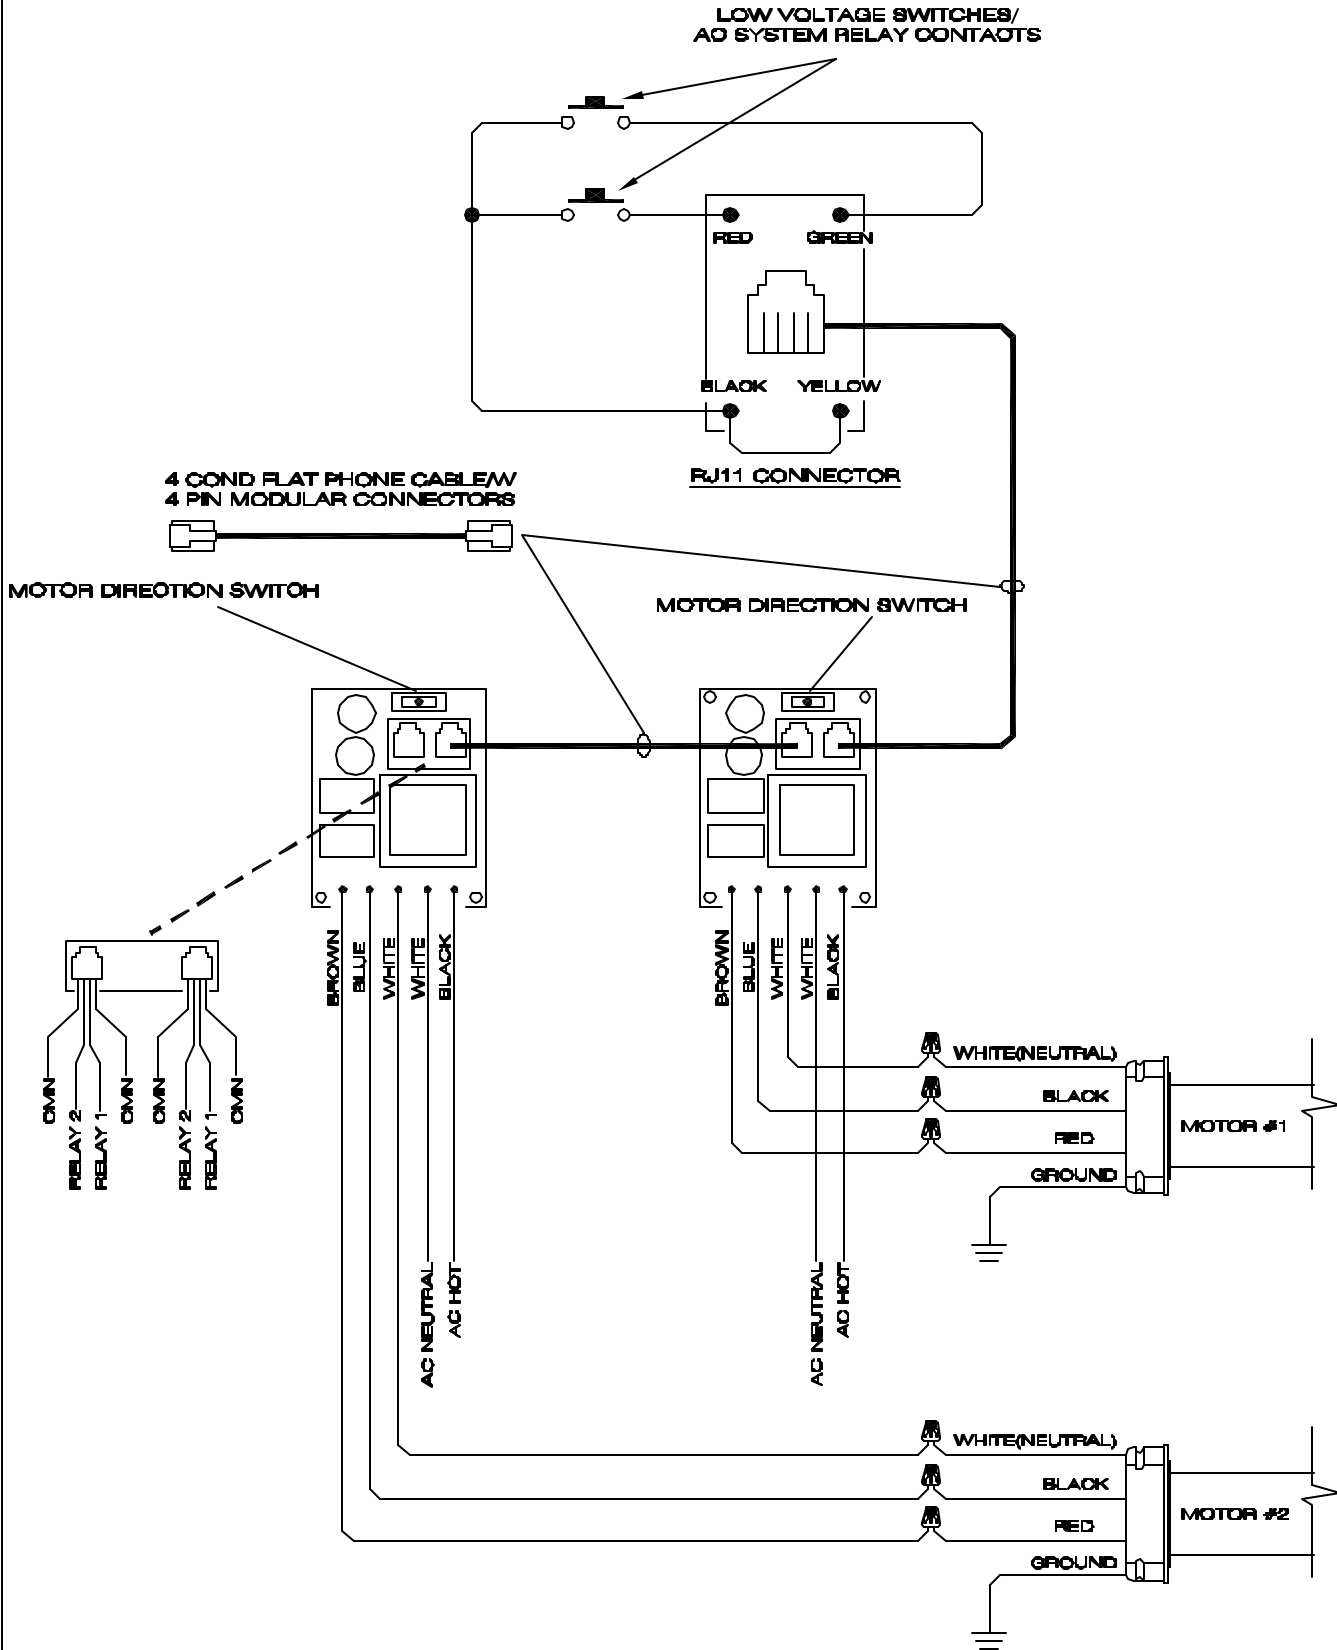 LOW VOLTAGE SWITCHES/
AC SYSTEM RELAY CONTACTS
RED
GREEN
BLACK
YELLOW
RJ11 CONNECTOR
4 COND FLAT PHONE CABLE/W
4 PIN MODULAR CONNECTORS
MOTOR DIRECTION SWITCH
MOTOR DIRECTION SWITCH
BROWN
BLUE
WHITE
WHITE
BLACK
BROWN
BLUE
WHITE
WHITE
BLACK
CMN
RELAY 2
RELAY 1
CMN
CMN
RELAY 2
RELAY 1
CMN
WHITE(NEUTRAL)
BLACK
RED
GROUND
MOTOR #1
AC NEUTRAL
AC HOT
AC NEUTRAL
AC HOT
WHITE(NEUTRAL)
BLACK
RED
GROUND
MOTOR #2